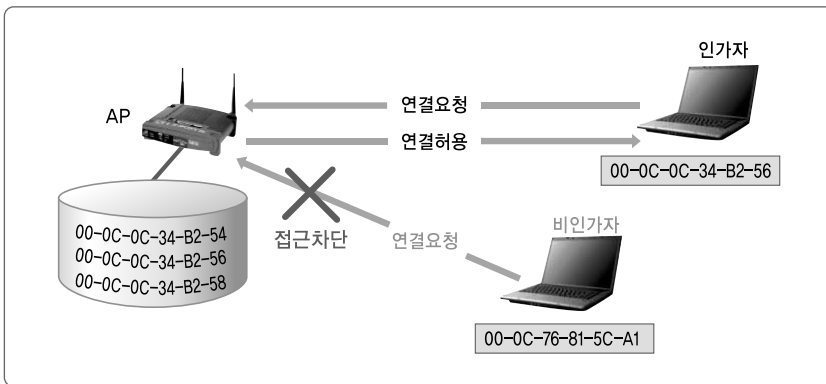 인가자
AP
연결요청
연결허용
00-0C-0C-34-B2-56
00-0C-0C-34-B2-54
00-0C-0C-34-B2-56
00-0C-0C-34-B2-58
접근차단
연결요청
비인가자
00-0C-76-81-5C-A1